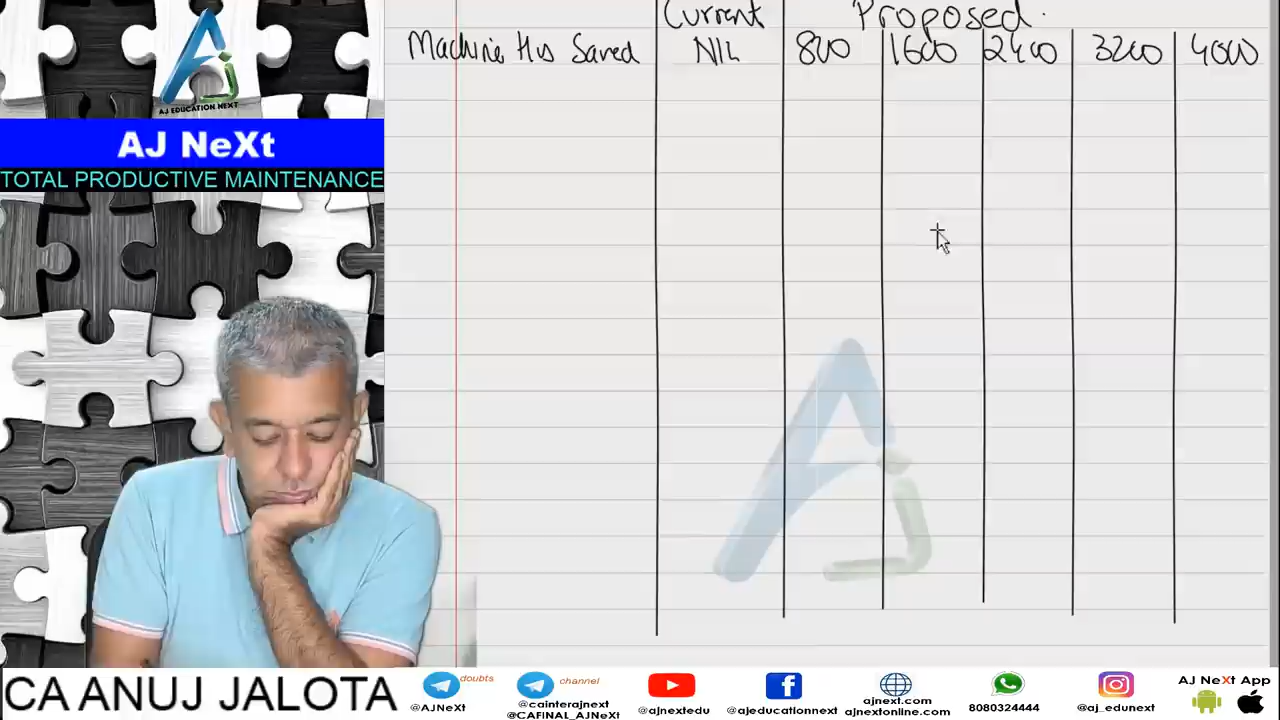 Current
Proposed.
Machine Hrs Saved NIL 800 1600 2400 3200 4000
AJ EDUCATION NEXT
AJ NeXt
TOTAL PRODUCTIVE MAINTENANCE
CA ANUJ JALOTA
doubts
@AJNeXt
channel
@cainterajnext
@CAFINAL_AJNeXt
@ajnextedu
@ajeducationnext
ajnext.com
ajnextonline.com
8080324444
@aj_edunext
AJ NeXt App